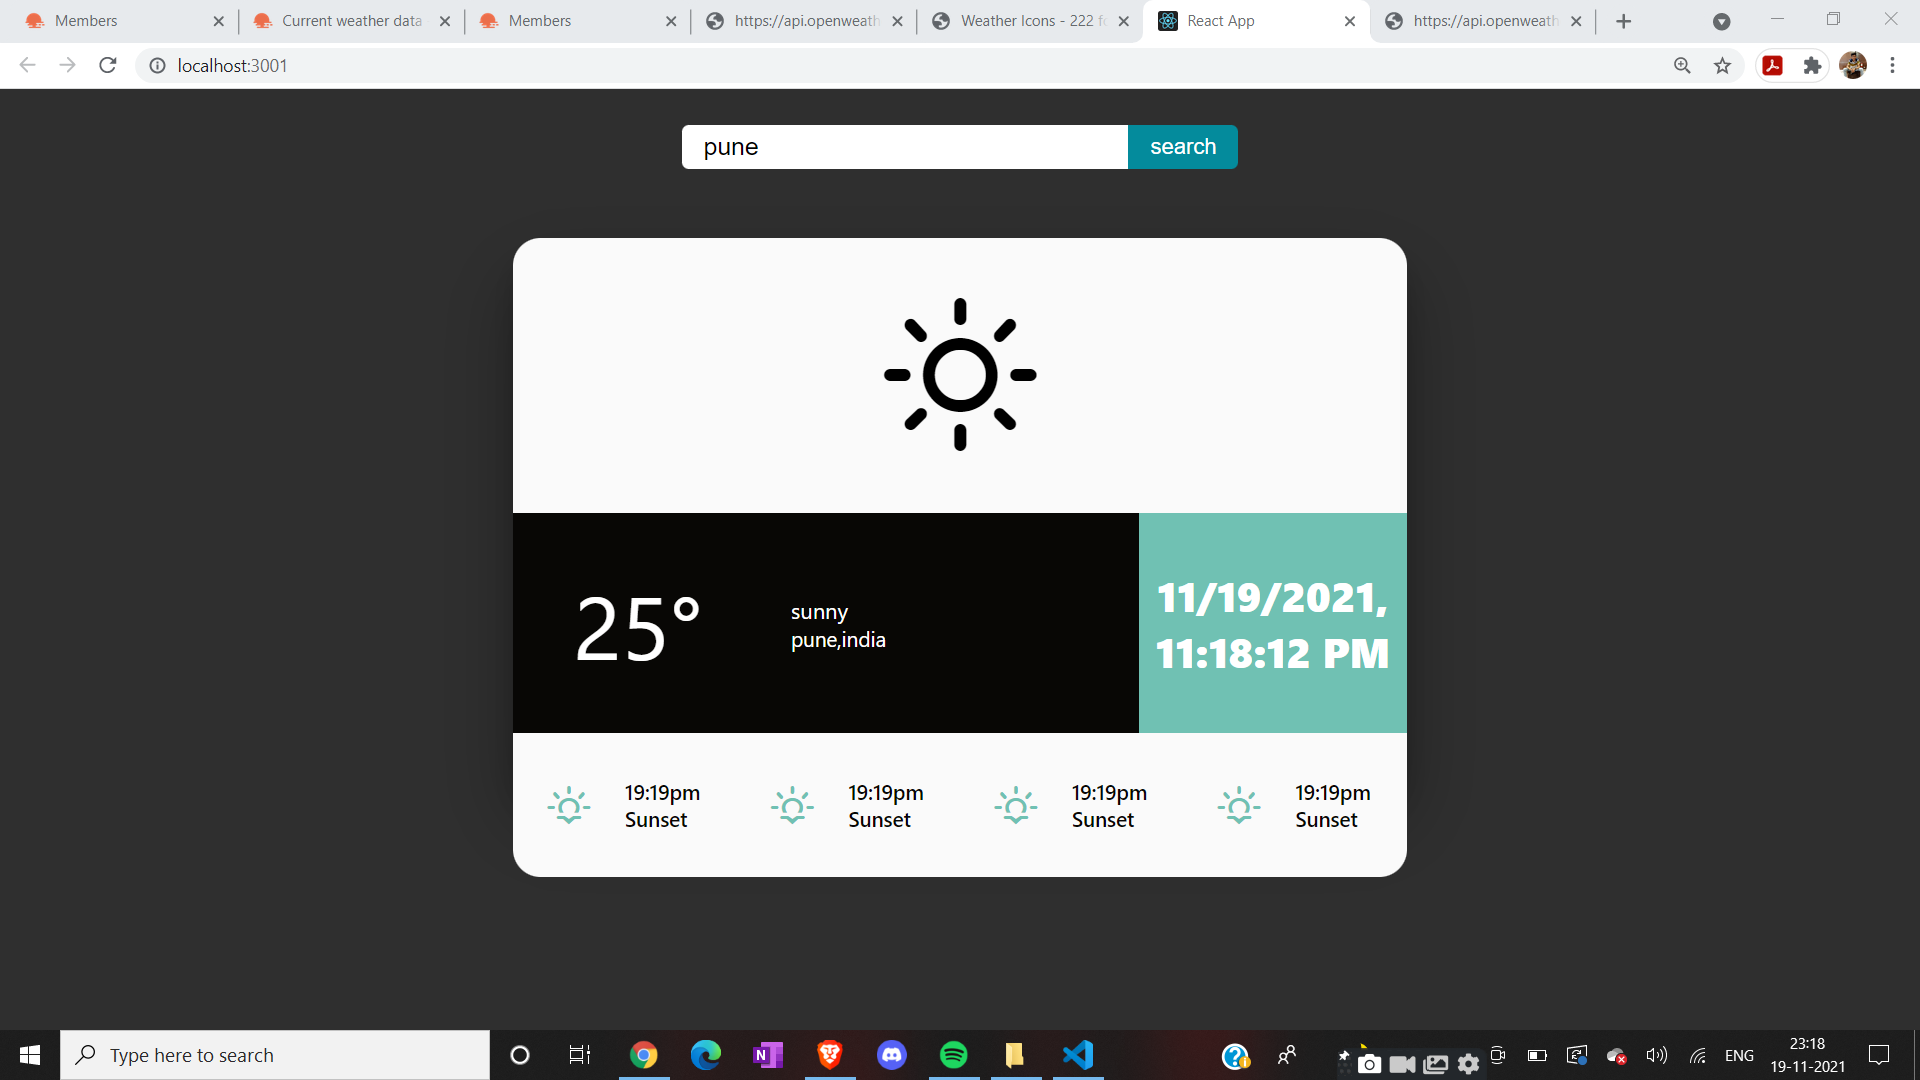 Members
Current weather data
Members
https://api.openweath
Weather Icons - 222 f
React App
https://api.openweath
localhost:3001
pune
search
25°
sunny
pune,india
11/19/2021,
11:18:12 PM
19:19pm
Sunset
19:19pm
Sunset
19:19pm
Sunset
19:19pm
Sunset
Type here to search
N
ENG
23:18
19-11-2021